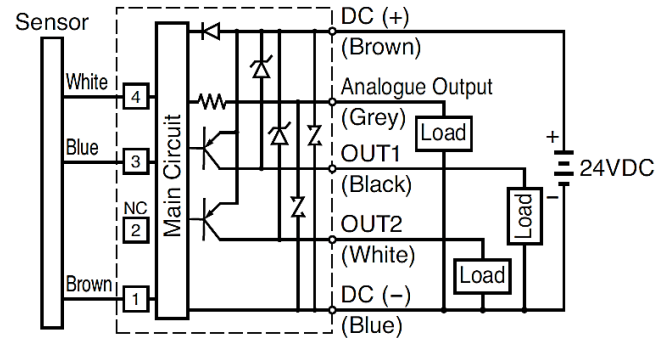 Sensor
White
4
Blue
3
NC
2
Brown
1
Main Circuit
DC (+)
(Brown)
Analogue Output
(Grey)
Load
OUT1
(Black)
Load
OUT2
(White)
Load
DC (−)
(Blue)
+
24VDC
−